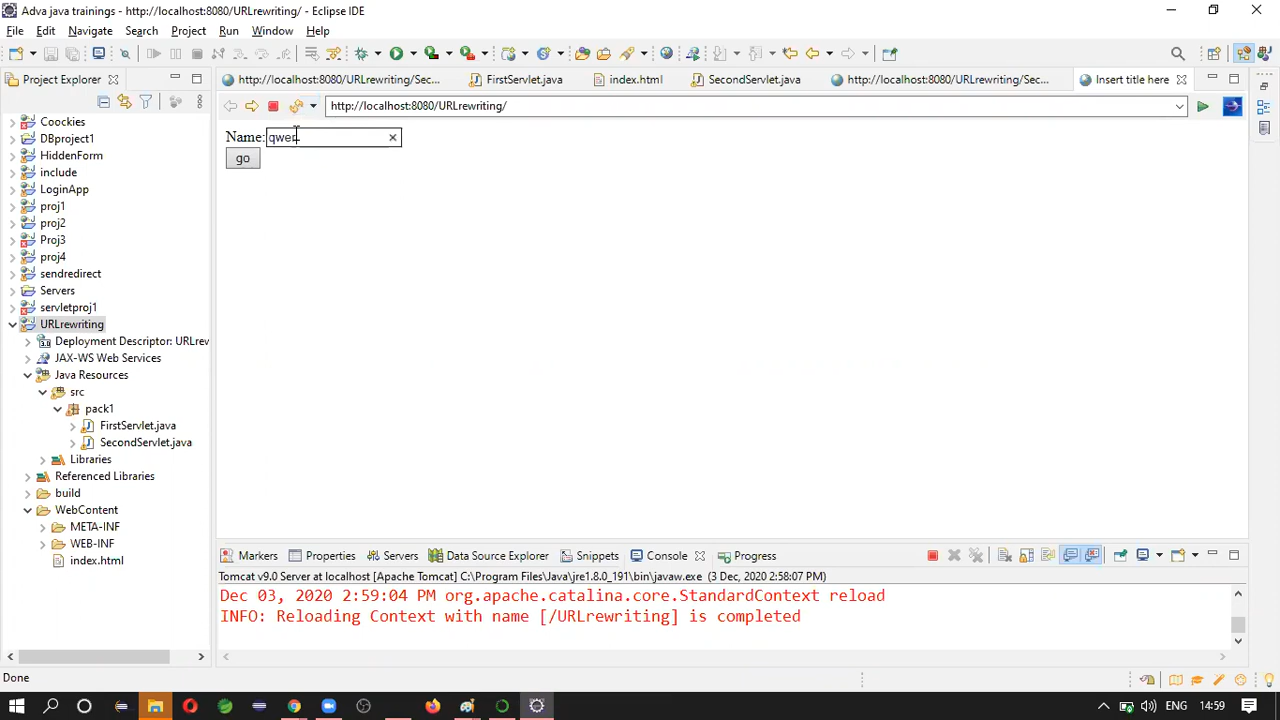 Adva java trainings - http://localhost:8080/URLrewriting/ - Eclipse IDE
File Edit Navigate Search Project Run Window Help
Project Explorer
http://localhost:8080/URLrewriting/Sec...
FirstServlet.java
index.html
SecondServlet.java
http://localhost:8080/URLrewriting/Sec...
Insert title here
http://localhost:8080/URLrewriting/
Name: qwer
go
Coockies
DBproject1
HiddenForm
include
LoginApp
proj1
proj2
Proj3
proj4
sendredirect
Servers
servletproj1
URLrewriting
Deployment Descriptor: URLrew
JAX-WS Web Services
Java Resources
src
pack1
FirstServlet.java
SecondServlet.java
Libraries
Referenced Libraries
build
WebContent
META-INF
WEB-INF
index.html
Markers Properties Servers Data Source Explorer Snippets Console Progress
Tomcat v9.0 Server at localhost [Apache Tomcat] C:\Program Files\Java\jre1.8.0_191\bin\javaw.exe (3 Dec, 2020 2:58:07 PM)
Dec 03, 2020 2:59:04 PM org.apache.catalina.core.StandardContext reload
INFO: Reloading Context with name [/URLrewriting] is completed
Done
ENG 14:59